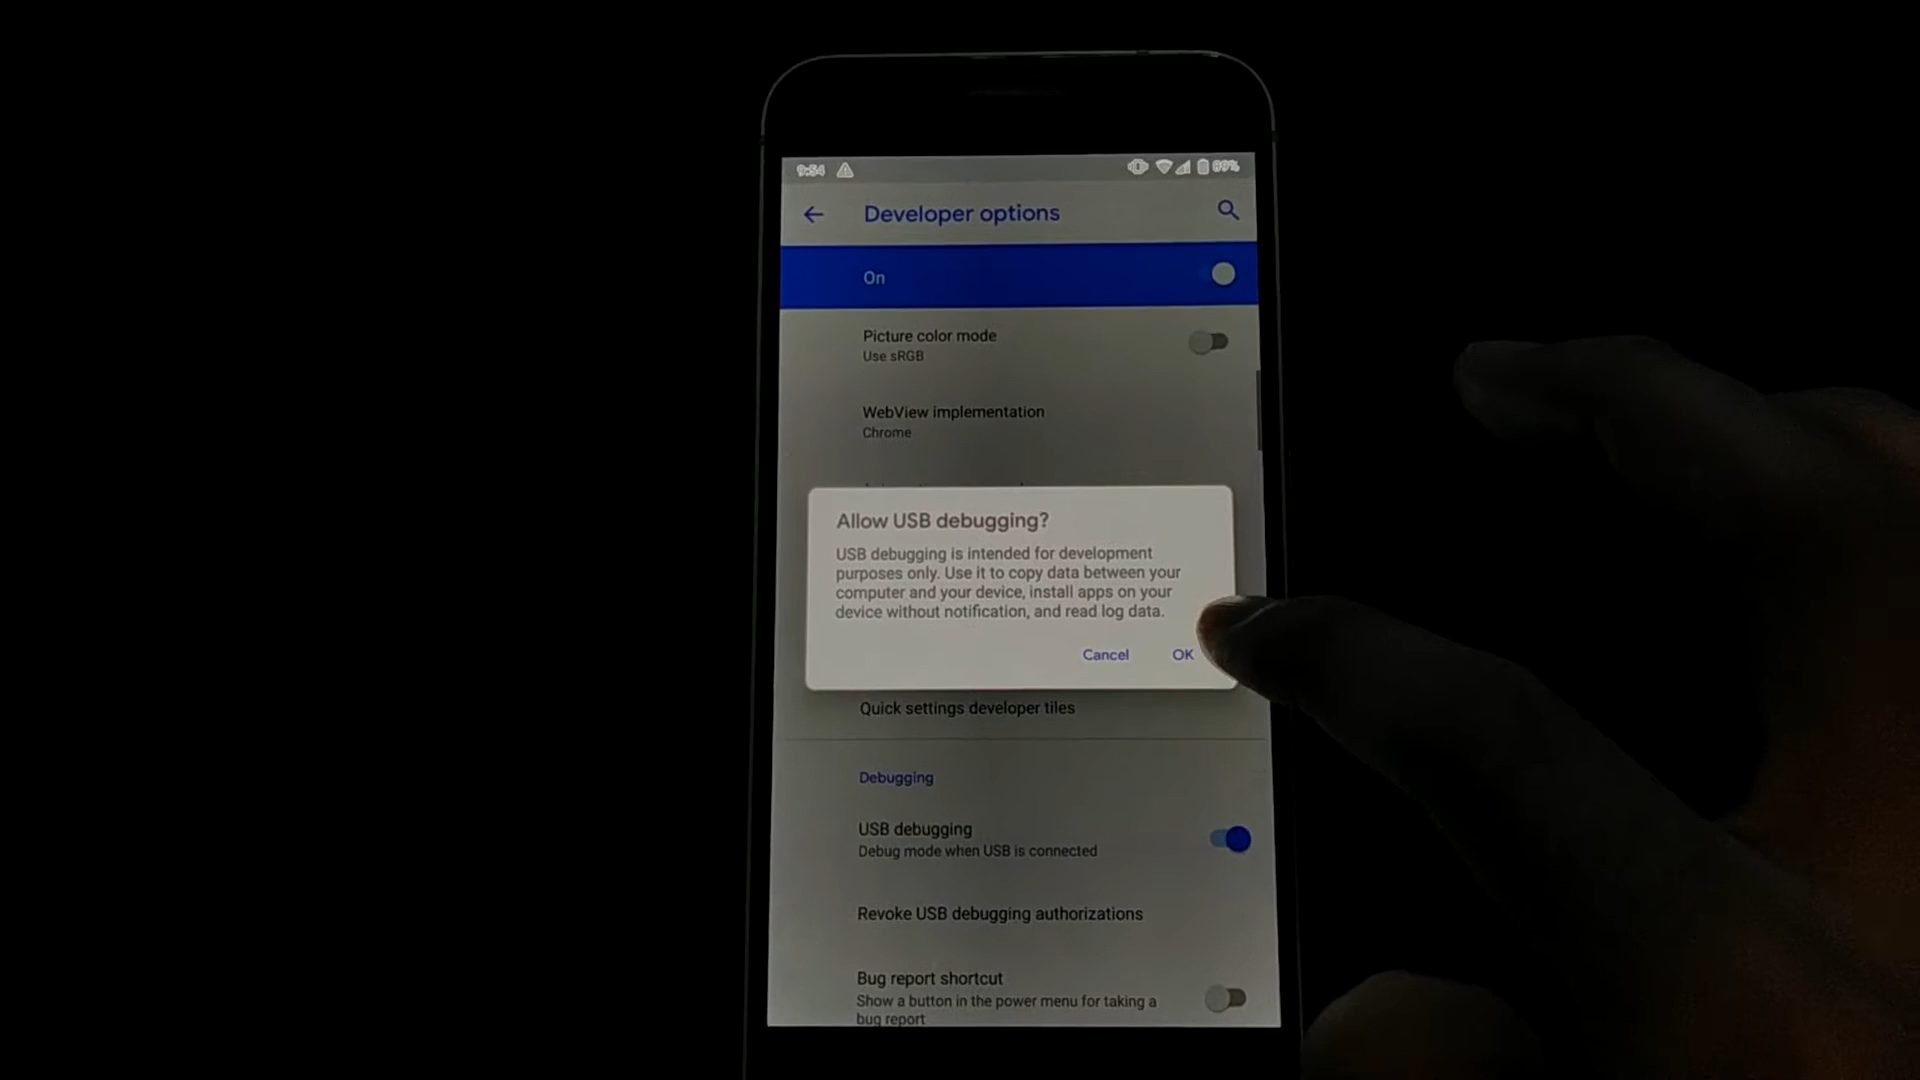 9:54 89%
Developer options
On
Picture color mode
Use sRGB
WebView implementation
Chrome
Allow USB debugging?
USB debugging is intended for development
purposes only. Use it to copy data between your
computer and your device, install apps on your
device without notification, and read log data.
Cancel OK
Quick settings developer tiles
Debugging
USB debugging
Debug mode when USB is connected
Revoke USB debugging authorizations
Bug report shortcut
Show a button in the power menu for taking a
bug report